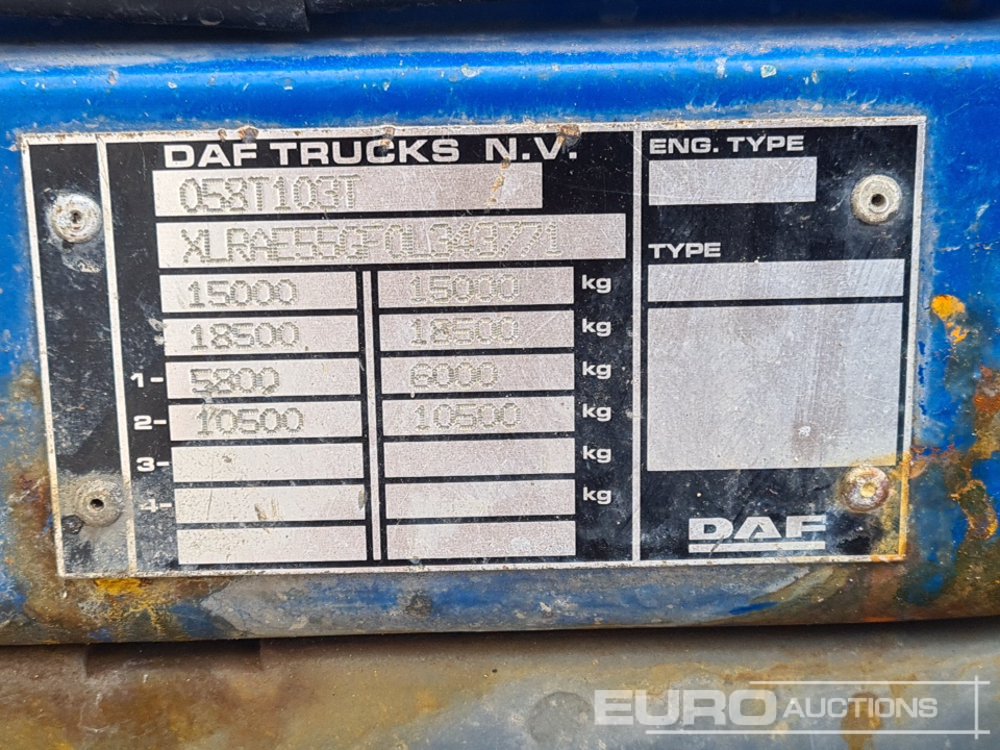 DAF TRUCKS N.V.
058T103T
XLRAE55GF0L343771
15000 15000 kg
18500 18500 kg
1- 5800 6000 kg
2- 10500 10500 kg
3- kg
4- kg
ENG. TYPE
TYPE
DAF
EURO AUCTIONS